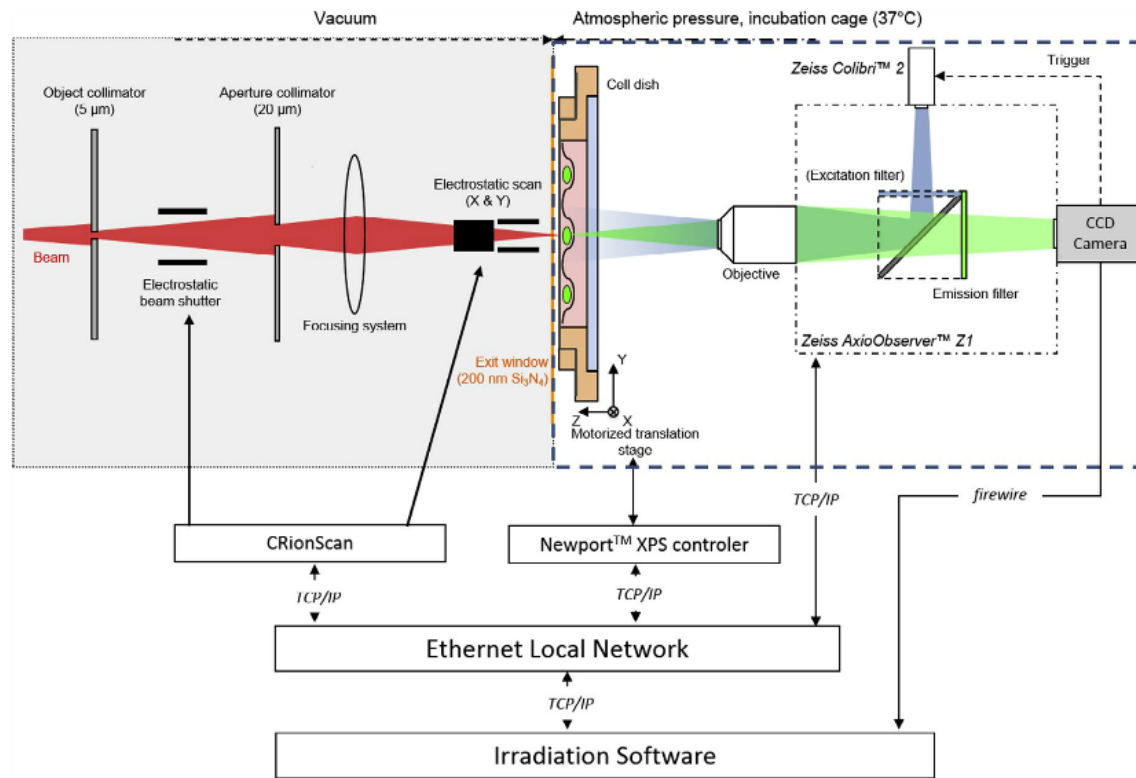 Vacuum
Atmospheric pressure, incubation cage (37°C)
Object collimator
(5 µm)
Aperture collimator
(20 µm)
Cell dish
Zeiss Colibri™ 2
Trigger
Electrostatic scan
(X & Y)
(Excitation filter)
CCD
Camera
Beam
Electrostatic
beam shutter
Focusing system
Objective
Emission filter
Zeiss AxioObserver™ Z1
Exit window
(200 nm Si₃N₄)
Y
Z
X
Motorized translation
stage
TCP/IP
firewire
CRionScan
Newport™ XPS controler
TCP/IP
TCP/IP
Ethernet Local Network
TCP/IP
Irradiation Software